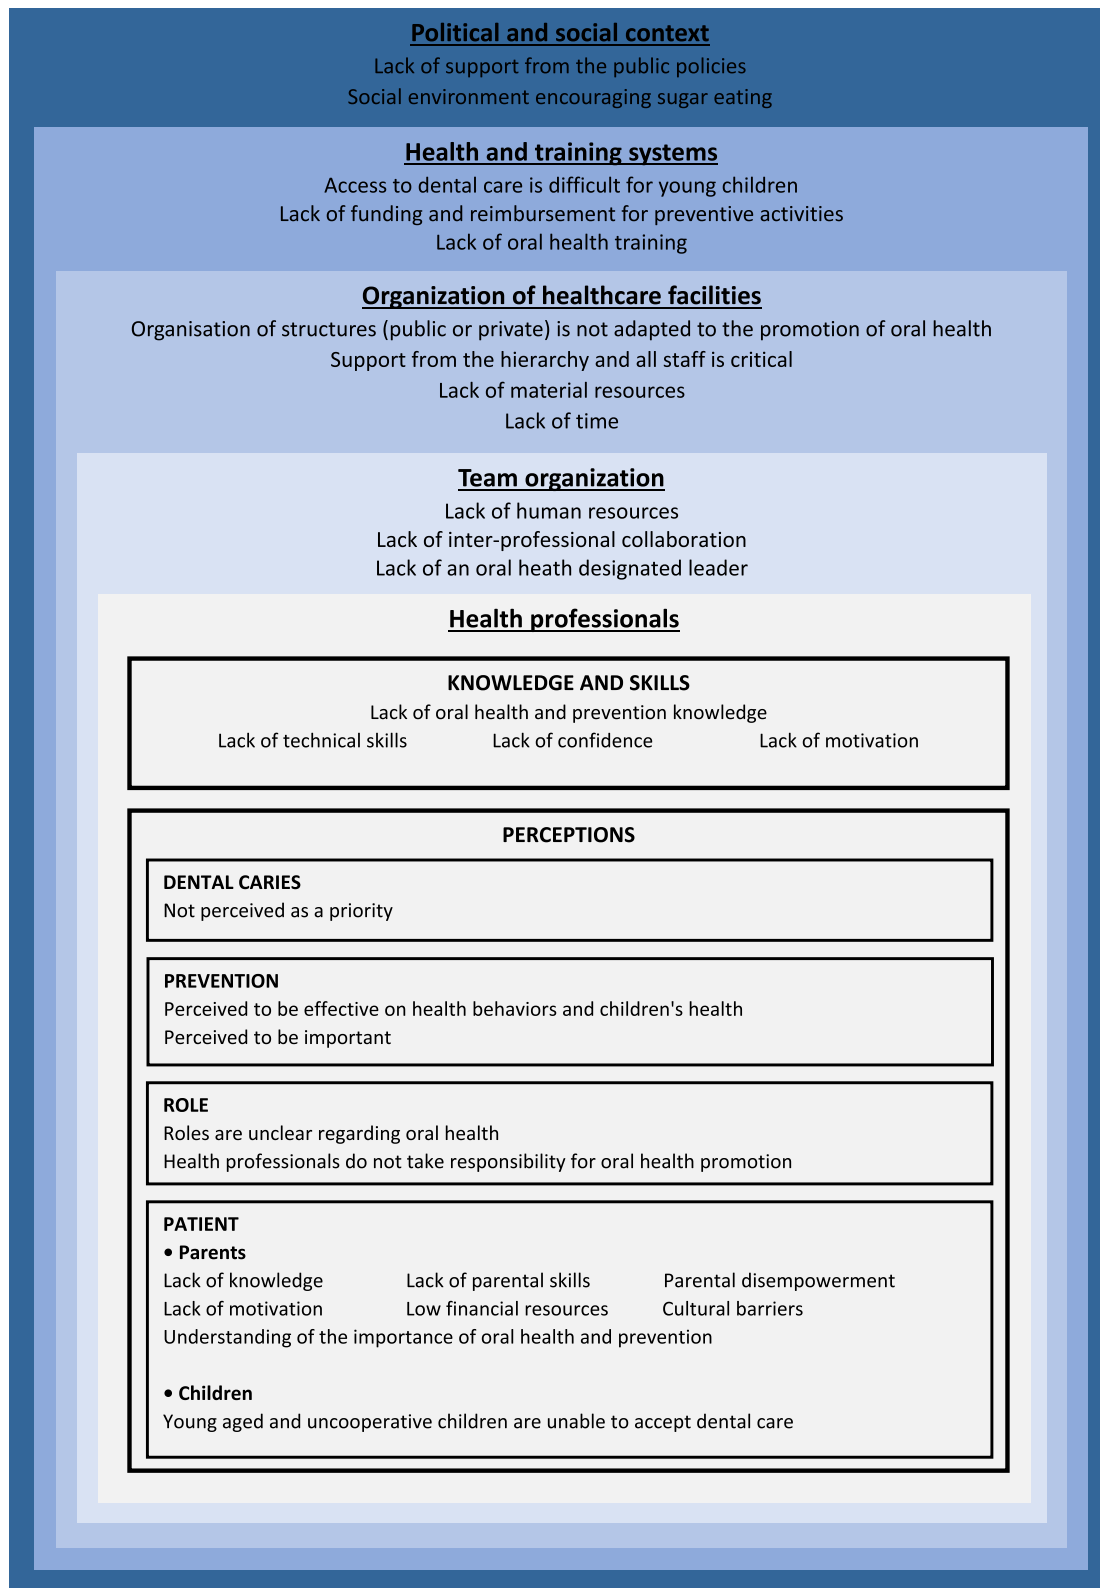 Political and social context
Lack of support from the public policies
Social environment encouraging sugar eating
Health and training systems
Access to dental care is difficult for young children
Lack of funding and reimbursement for preventive activities
Lack of oral health training
Organization of healthcare facilities
Organisation of structures (public or private) is not adapted to the promotion of oral health
Support from the hierarchy and all staff is critical
Lack of material resources
Lack of time
Team organization
Lack of human resources
Lack of inter-professional collaboration
Lack of an oral heath designated leader
Health professionals
KNOWLEDGE AND SKILLS
Lack of oral health and prevention knowledge
Lack of technical skills Lack of confidence Lack of motivation
PERCEPTIONS
DENTAL CARIES
Not perceived as a priority
PREVENTION
Perceived to be effective on health behaviors and children's health
Perceived to be important
ROLE
Roles are unclear regarding oral health
Health professionals do not take responsibility for oral health promotion
PATIENT
• Parents
Lack of knowledge Lack of parental skills Parental disempowerment
Lack of motivation Low financial resources Cultural barriers
Understanding of the importance of oral health and prevention
• Children
Young aged and uncooperative children are unable to accept dental care